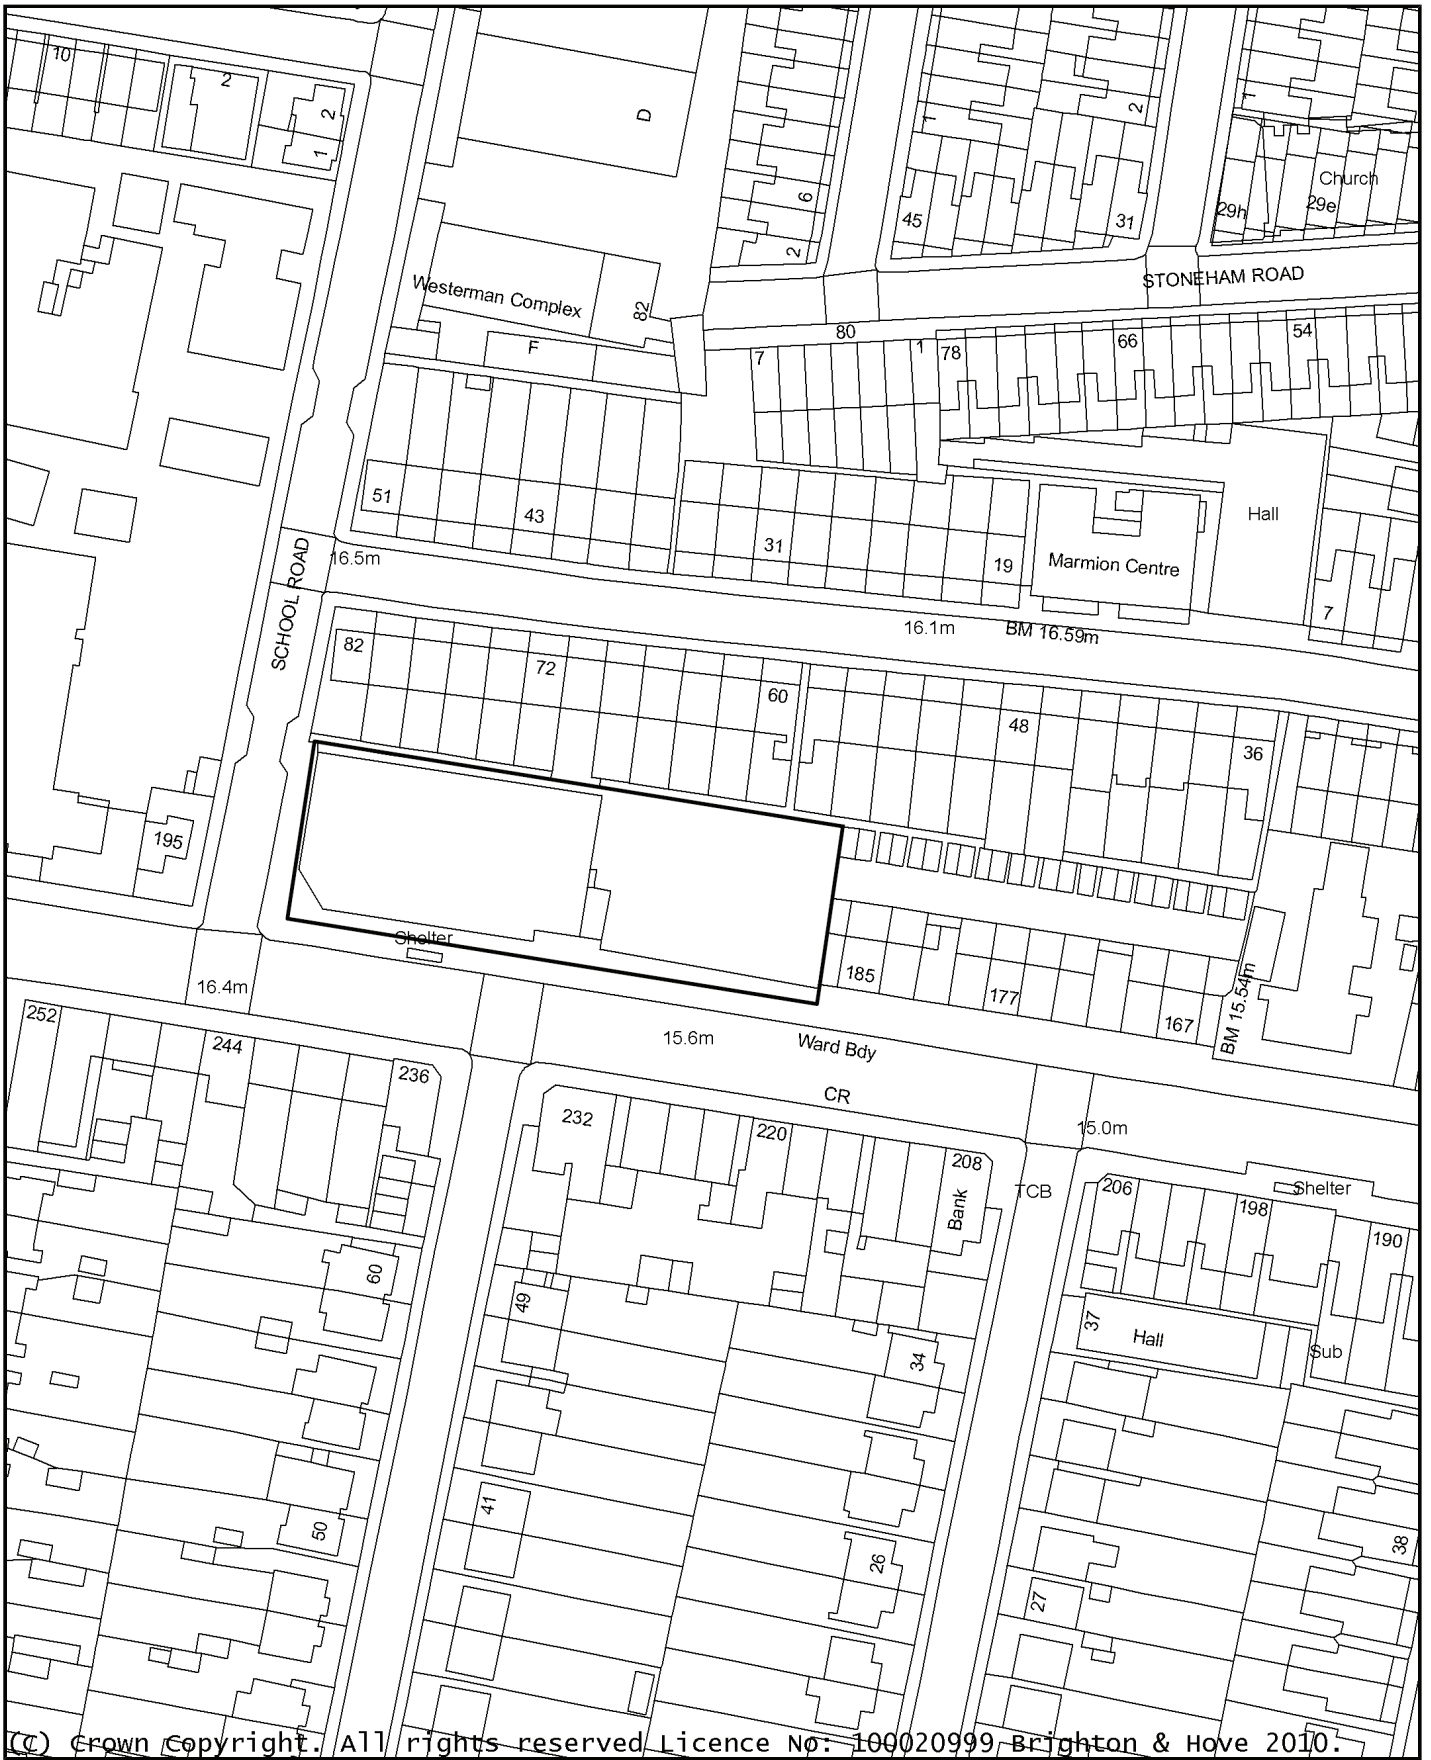 10
2
2
1
D
6
2
1
2
1
45
31
Church
29h
29e
STONEHAM ROAD
Westerman Complex
82
F
80
7
1
78
66
54
51
43
31
19
Marmion Centre
Hall
7
SCHOOL ROAD
16.5m
16.1m
BM 16.59m
82
72
60
48
36
195
Shelter
185
177
167
BM 15.54m
16.4m
15.6m
Ward Bdy
CR
15.0m
252
244
236
232
220
208
Bank
TCB
206
198
Shelter
190
60
49
34
37
Hall
Sub
41
50
26
27
38
(C) Crown Copyright. All rights reserved Licence No: 100020999 Brighton & Hove 2010.